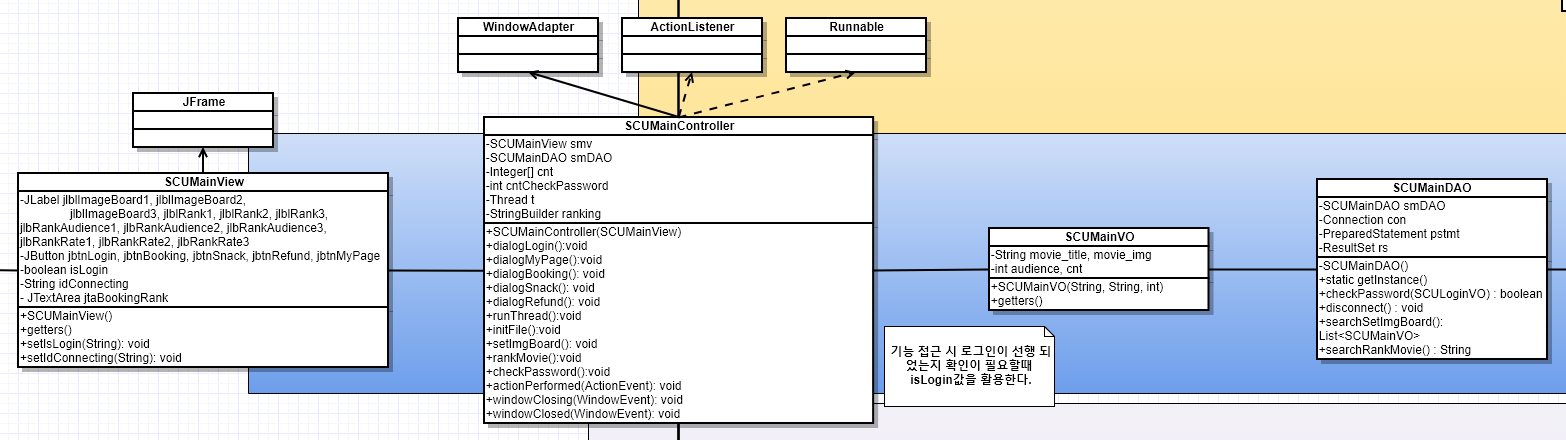 WindowAdapter
ActionListener
Runnable
JFrame
SCUMainView
-JLabel jlblImageBoard1, jlblImageBoard2,
jlblImageBoard3, jlblRank1, jlblRank2, jlblRank3,
jlbRankAudience1, jlbRankAudience2, jlbRankAudience3,
jlbRankRate1, jlbRankRate2, jlbRankRate3
-JButton jbtnLogin, jbtnBooking, jbtnSnack, jbtnRefund, jbtnMyPage
-boolean isLogin
-String idConnecting
- JTextArea jtaBookingRank
+SCUMainView()
+getters()
+setIsLogin(String): void
+setIdConnecting(String): void
SCUMainController
-SCUMainView smv
-SCUMainDAO smDAO
-Integer[] cnt
-int cntCheckPassword
-Thread t
-StringBuilder ranking
+SCUMainController(SCUMainView)
+dialogLogin():void
+dialogMyPage():void
+dialogBooking(): void
+dialogSnack(): void
+dialogRefund(): void
+runThread():void
+initFile():void
+setImgBoard(): void
+rankMovie():void
+checkPassword():void
+actionPerformed(ActionEvent): void
+windowClosing(WindowEvent): void
+windowClosed(WindowEvent): void
SCUMainVO
-String movie_title, movie_img
-int audience, cnt
+SCUMainVO(String, String, int)
+getters()
기능 접근 시 로그인이 선행 되
었는지 확인이 필요할때
isLogin값을 활용한다.
SCUMainDAO
-SCUMainDAO smDAO
-Connection con
-PreparedStatement pstmt
-ResultSet rs
-SCUMainDAO()
+static getInstance()
+checkPassword(SCULoginVO) : boolean
+disconnect() : void
+searchSetImgBoard():
List<SCUMainVO>
+searchRankMovie() : String